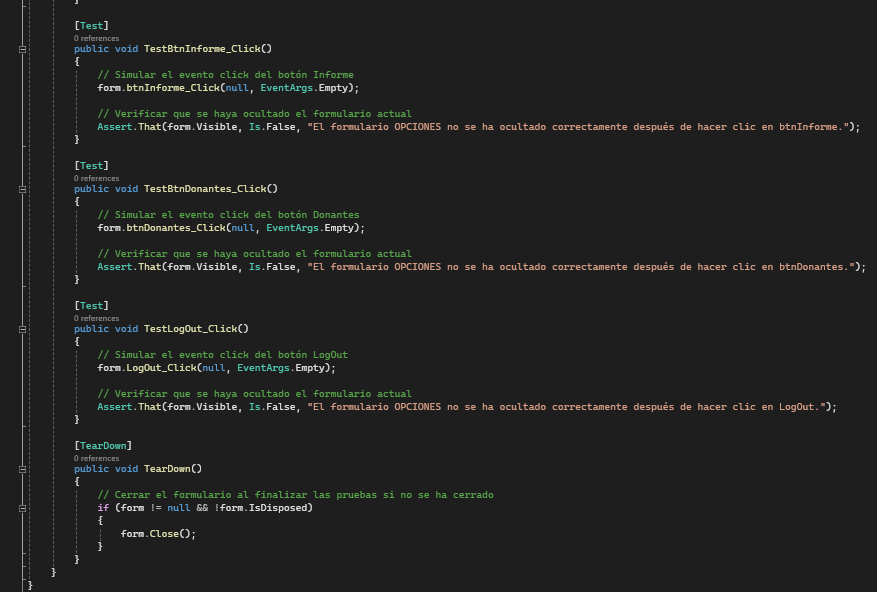 }
[Test]
0 references
public void TestBtnInforme_Click()
{
// Simular el evento click del botón Informe
form.btnInforme_Click(null, EventArgs.Empty);
// Verificar que se haya ocultado el formulario actual
Assert.That(form.Visible, Is.False, "El formulario OPCIONES no se ha ocultado correctamente después de hacer clic en btnInforme.");
}
[Test]
0 references
public void TestBtnDonantes_Click()
{
// Simular el evento click del botón Donantes
form.btnDonantes_Click(null, EventArgs.Empty);
// Verificar que se haya ocultado el formulario actual
Assert.That(form.Visible, Is.False, "El formulario OPCIONES no se ha ocultado correctamente después de hacer clic en btnDonantes.");
}
[Test]
0 references
public void TestLogOut_Click()
{
// Simular el evento click del botón LogOut
form.LogOut_Click(null, EventArgs.Empty);
// Verificar que se haya ocultado el formulario actual
Assert.That(form.Visible, Is.False, "El formulario OPCIONES no se ha ocultado correctamente después de hacer clic en LogOut.");
}
[TearDown]
0 references
public void TearDown()
{
// Cerrar el formulario al finalizar las pruebas si no se ha cerrado
if (form != null && !form.IsDisposed)
{
form.Close();
}
}
}
}